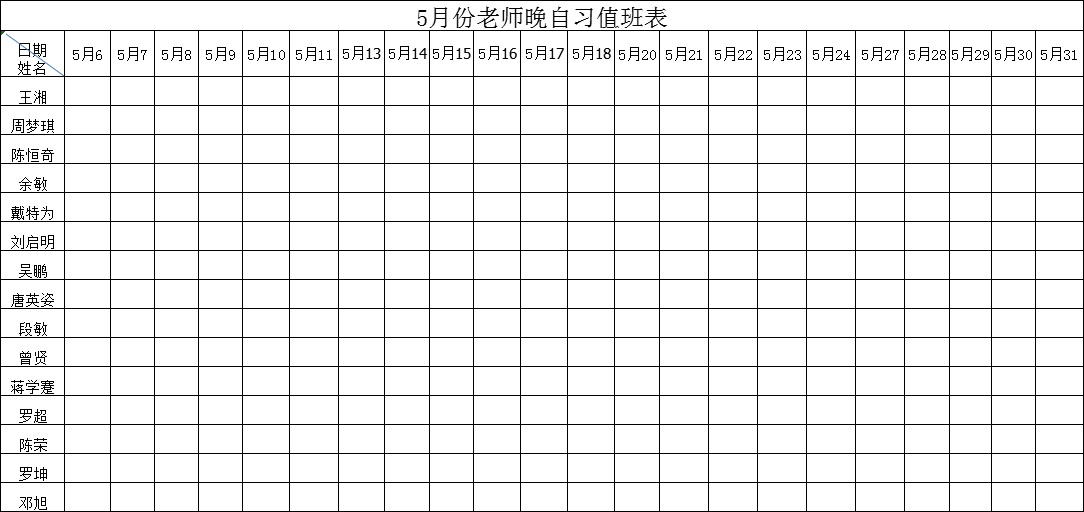 5月份老师晚自习值班表
日期
姓名
5月6 5月7 5月8 5月9 5月10 5月11 5月13 5月14 5月15 5月16 5月17 5月18 5月20 5月21 5月22 5月23 5月24 5月27 5月28 5月29 5月30 5月31
王湘
周梦琪
陈恒奇
余敏
戴特为
刘启明
吴鹏
唐英姿
段敏
曾贤
蒋学蹇
罗超
陈荣
罗坤
邓旭